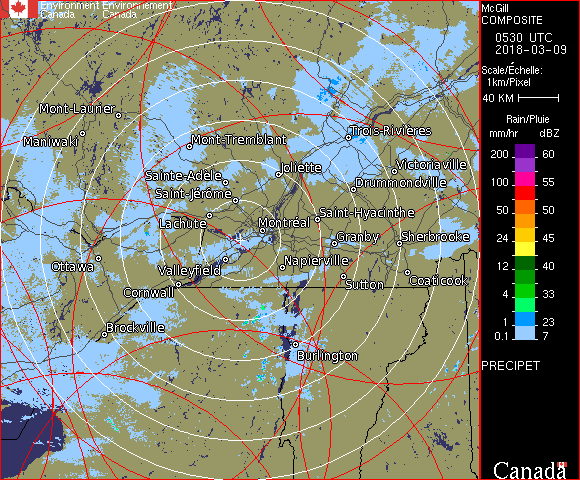 Environment Environnement
Canada Canada
Mont-Laurier
Maniwaki
Mont-Tremblant
Trois-Rivières
Joliette
Victoriaville
Sainte-Adèle
Drummondville
Saint-Jérôme
Saint-Hyacinthe
Lachute
Montréal
Granby
Sherbrooke
Ottawa
Valleyfield
Napierville
Cornwall
Sutton
Coaticook
Brockville
Burlington
McGill
COMPOSITE
0530 UTC
2018-03-09
Scale/Échelle:
1km/Pixel
40 KM
Rain/Pluie
mm/hr dBZ
200 60
100 55
50 50
24 45
12 40
4 33
1 23
0.1 7
PRECIPET
Canada